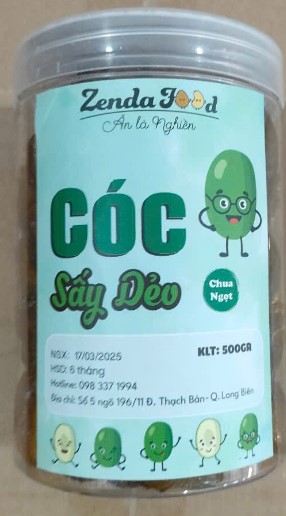 Zenda Food
Ăn là Nghiền
CÓC
Sấy Dẻo
Chua
Ngọt
NSX: 17/03/2025
KLT: 500GR
HSD: 6 tháng
Hotline: 098 337 1994
Địa chỉ: Số 5 ngõ 196/11 Đ. Thạch Bàn- Q. Long Biên